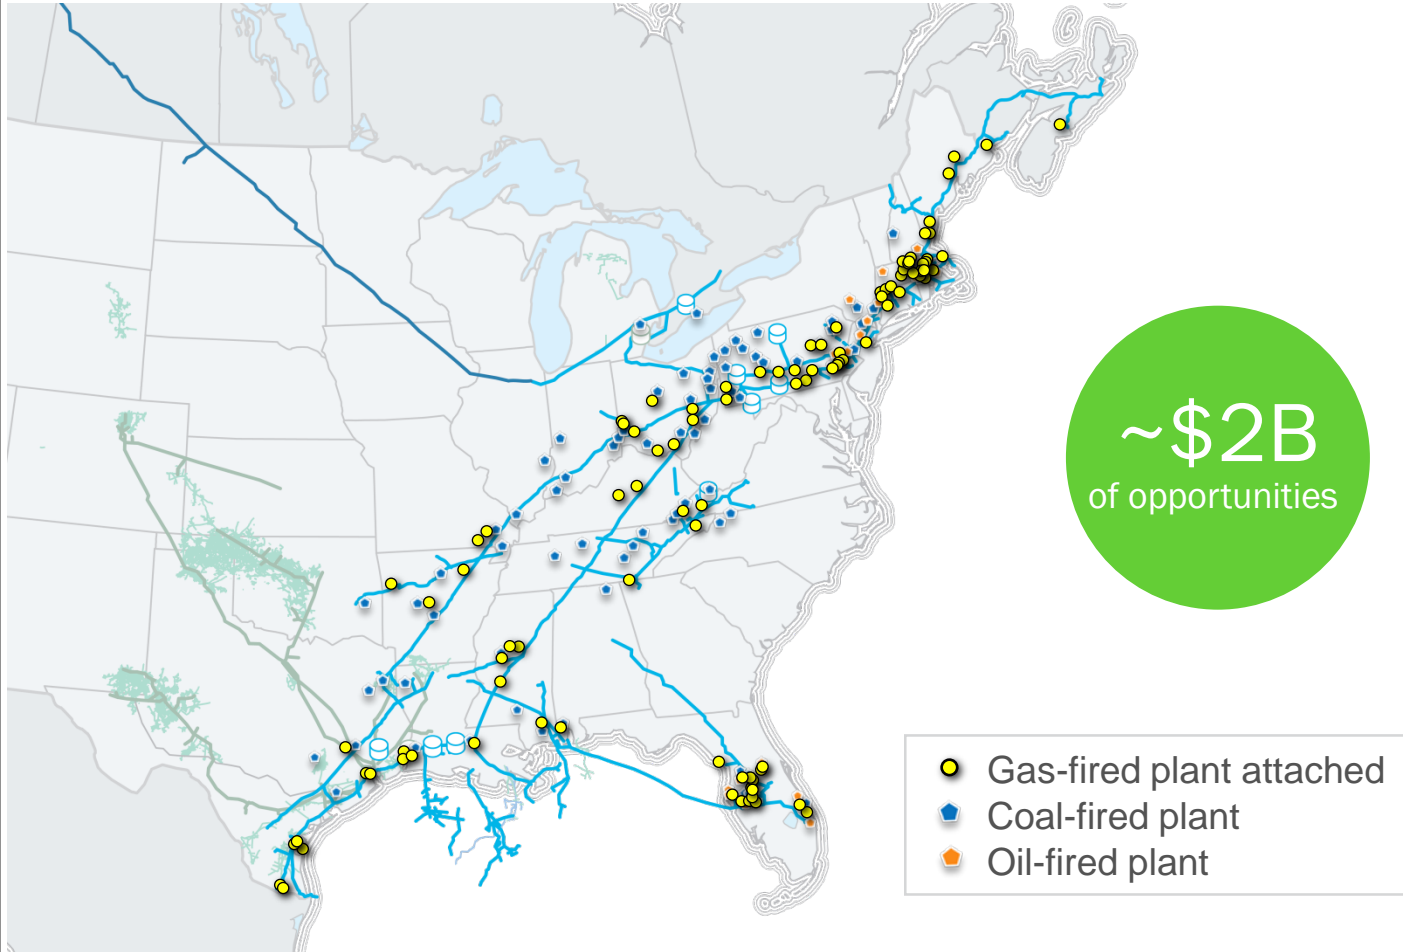 ~$2B
of opportunities
Gas-fired plant attached
Coal-fired plant
Oil-fired plant